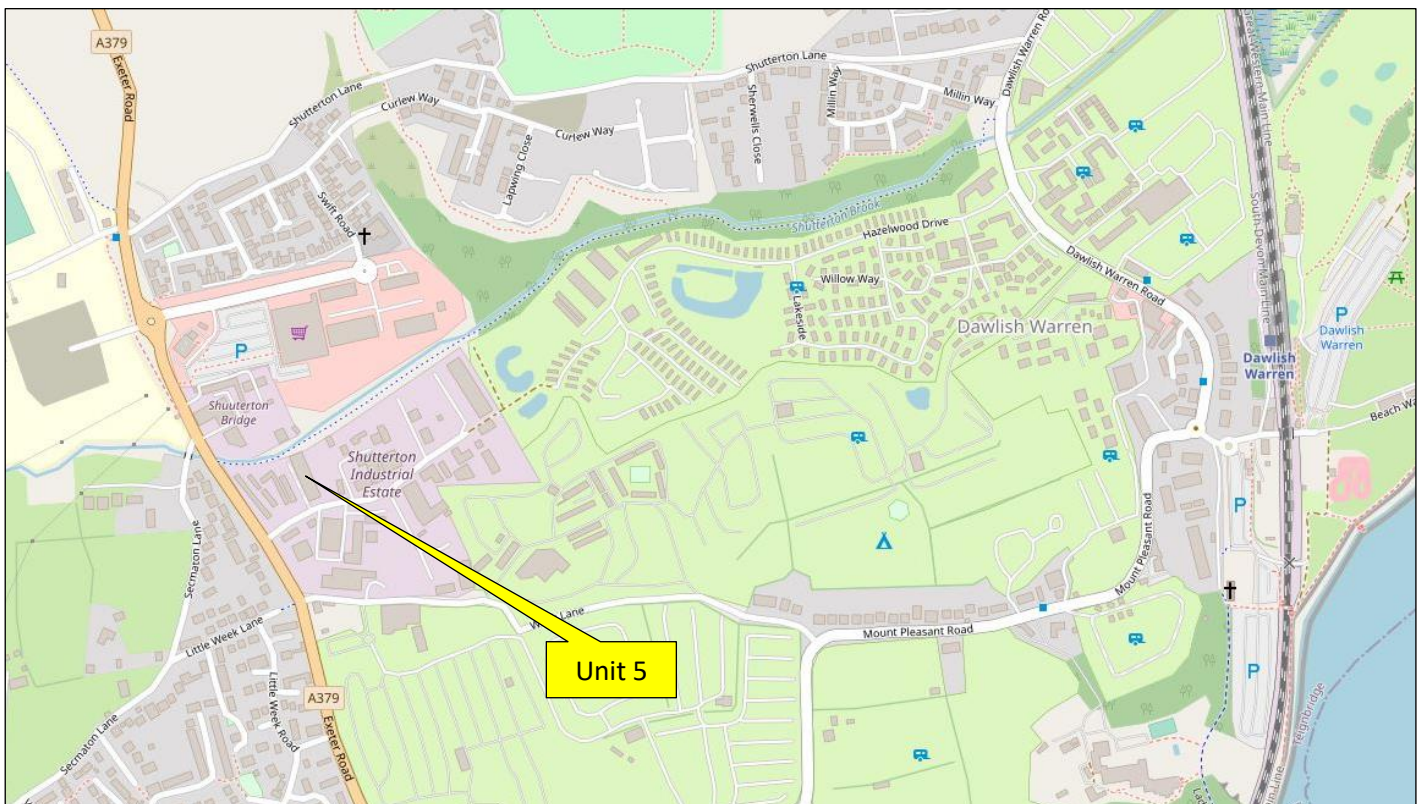 A379
Exeter Road
Shutterton Lane
Curlew Way
Swift Road
Lapwing Close
Curlew Way
Shutterton Lane
Sherwells Close
Millin Way
Millin Way
Dawlish Warren Ro
Great Western Main Line
South Devon Main Line
Shutterton Brook
Hazelwood Drive
Willow Way
Lakeside
Dawlish Warren
Dawlish Warren Road
P
Dawlish
Warren
Dawlish
Warren
Beach Wa
P
Shuuterton
Bridge
Shutterton
Industrial
Estate
Secmaton Lane
Little Week Lane
Little Week Road
Secmaton Lane
A379
Exeter Road
Lane
Unit 5
Mount Pleasant Road
Mount Pleasant Road
P
P
Teignbridge
n Line